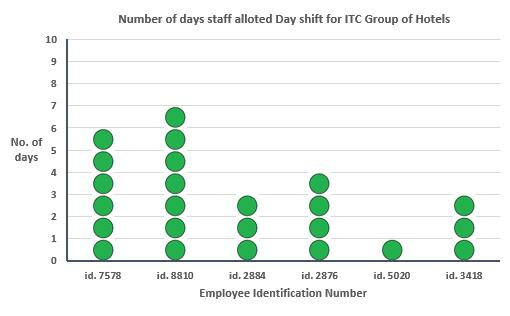 Number of days staff alloted Day shift for ITC Group of Hotels
10
9
8
7
6
5
4
3
2
1
0
No. of
days
id. 7578
id. 8810
id. 2884
id. 2876
id. 5020
id. 3418
Employee Identification Number